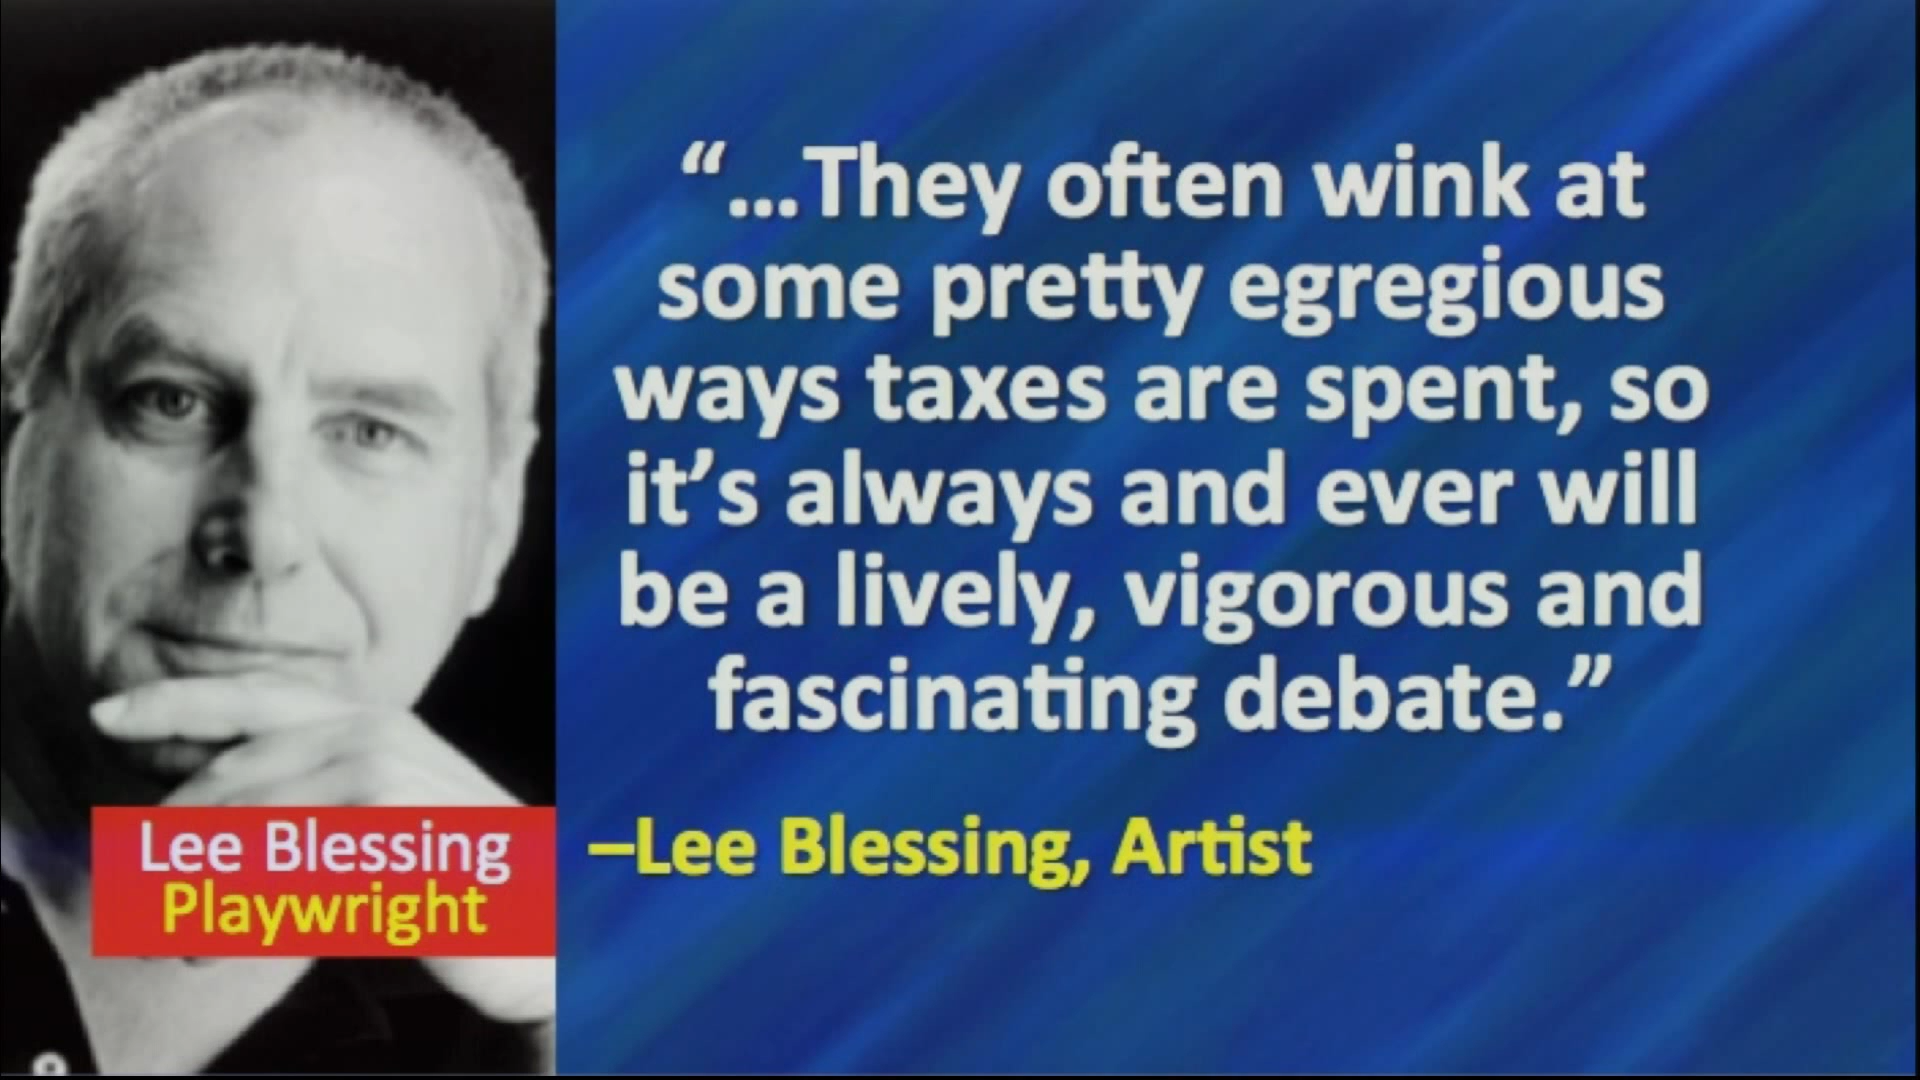 “...They often wink at
some pretty egregious
ways taxes are spent, so
it’s always and ever will
be a lively, vigorous and
fascinating debate.”
–Lee Blessing, Artist
Lee Blessing
Playwright